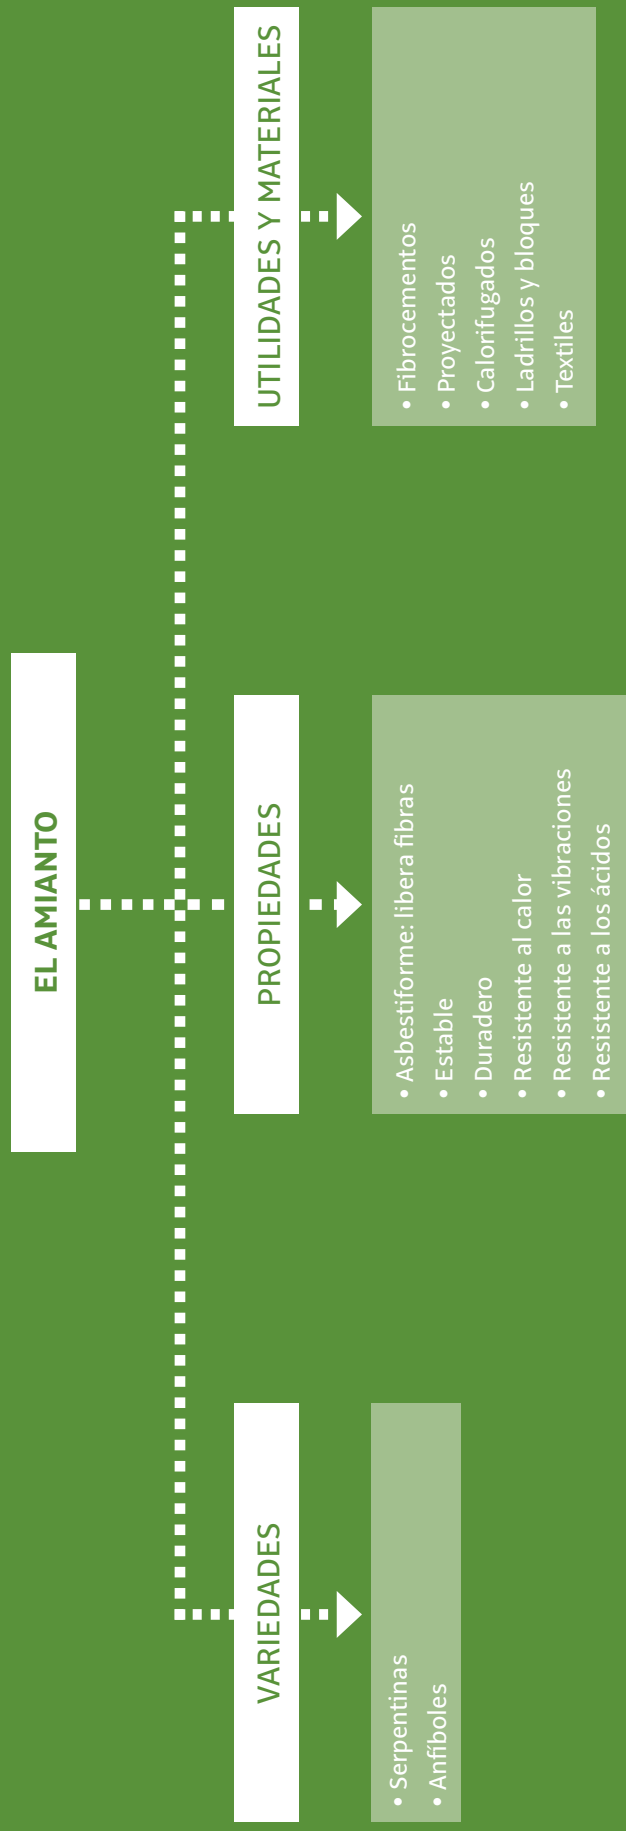 EL AMIANTO
VARIEDADES
• Serpentinas
• Anfíboles
PROPIEDADES
• Asbestiforme: libera fibras
• Estable
• Duradero
• Resistente al calor
• Resistente a las vibraciones
• Resistente a los ácidos
UTILIDADES Y MATERIALES
• Fibrocementos
• Proyectados
• Calorifugados
• Ladrillos y bloques
• Textiles